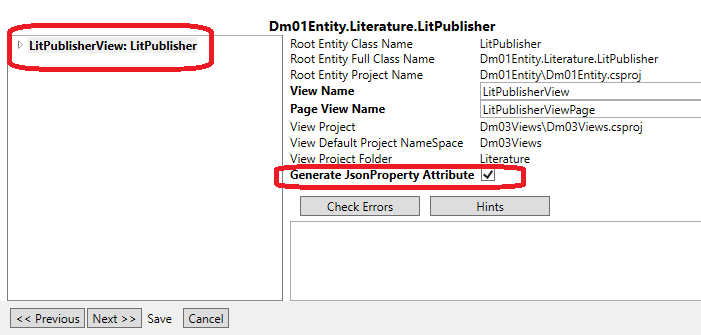 Dm01Entity.Literature.LitPublisher
LitPublisherView: LitPublisher
Root Entity Class Name LitPublisher
Root Entity Full Class Name Dm01Entity.Literature.LitPublisher
Root Entity Project Name Dm01Entity\Dm01Entity.csproj
View Name LitPublisherView
Page View Name LitPublisherViewPage
View Project Dm03Views\Dm03Views.csproj
View Default Project NameSpace Dm03Views
View Project Folder Literature
Generate JsonProperty Attribute
Check Errors Hints
<< Previous Next >> Save Cancel